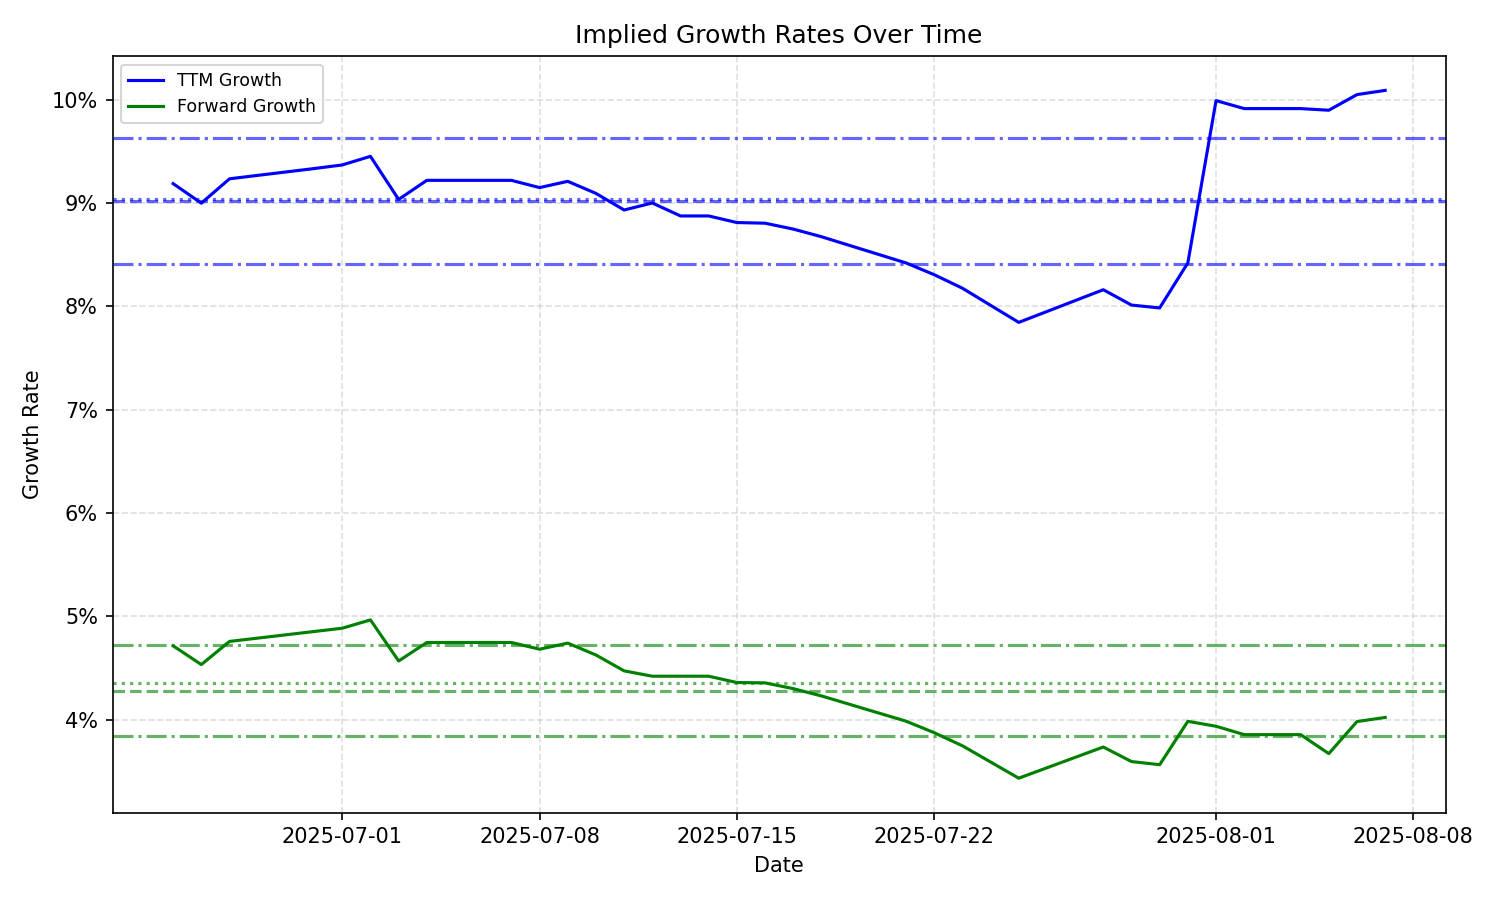 Implied Growth Rates Over Time
TTM Growth
Forward Growth
10%
9%
8%
7%
6%
5%
4%
Growth Rate
2025-07-01
2025-07-08
2025-07-15
2025-07-22
2025-08-01
2025-08-08
Date